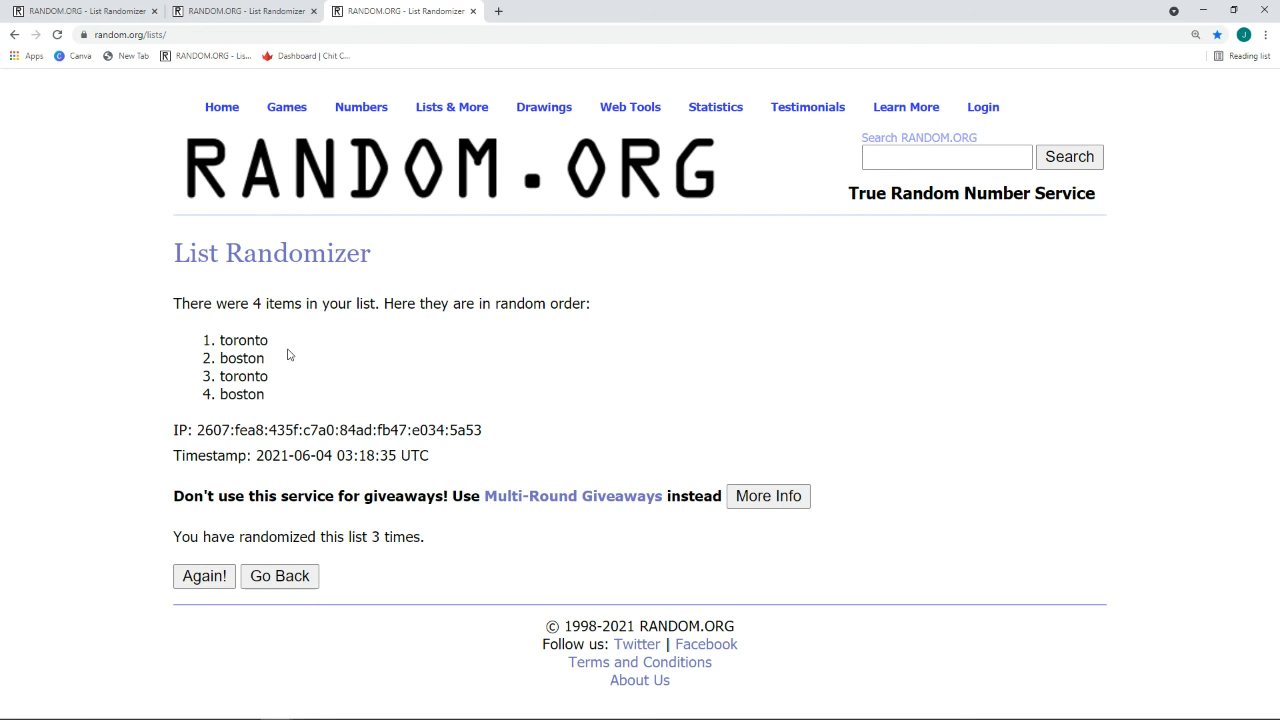 RANDOM.ORG - List Randomizer
RANDOM.ORG - List Randomizer
RANDOM.ORG - List Randomizer
random.org/lists/
J
Apps
Canva
New Tab
RANDOM.ORG - Lis...
Dashboard | Chit C...
Reading list
Home Games Numbers Lists & More Drawings Web Tools Statistics Testimonials Learn More Login
RANDOM.ORG
Search RANDOM.ORG
Search
True Random Number Service
List Randomizer
There were 4 items in your list. Here they are in random order:
1. toronto
2. boston
3. toronto
4. boston
IP: 2607:fea8:435f:c7a0:84ad:fb47:e034:5a53
Timestamp: 2021-06-04 03:18:35 UTC
Don't use this service for giveaways! Use Multi-Round Giveaways instead More Info
You have randomized this list 3 times.
Again! Go Back
© 1998-2021 RANDOM.ORG
Follow us: Twitter | Facebook
Terms and Conditions
About Us